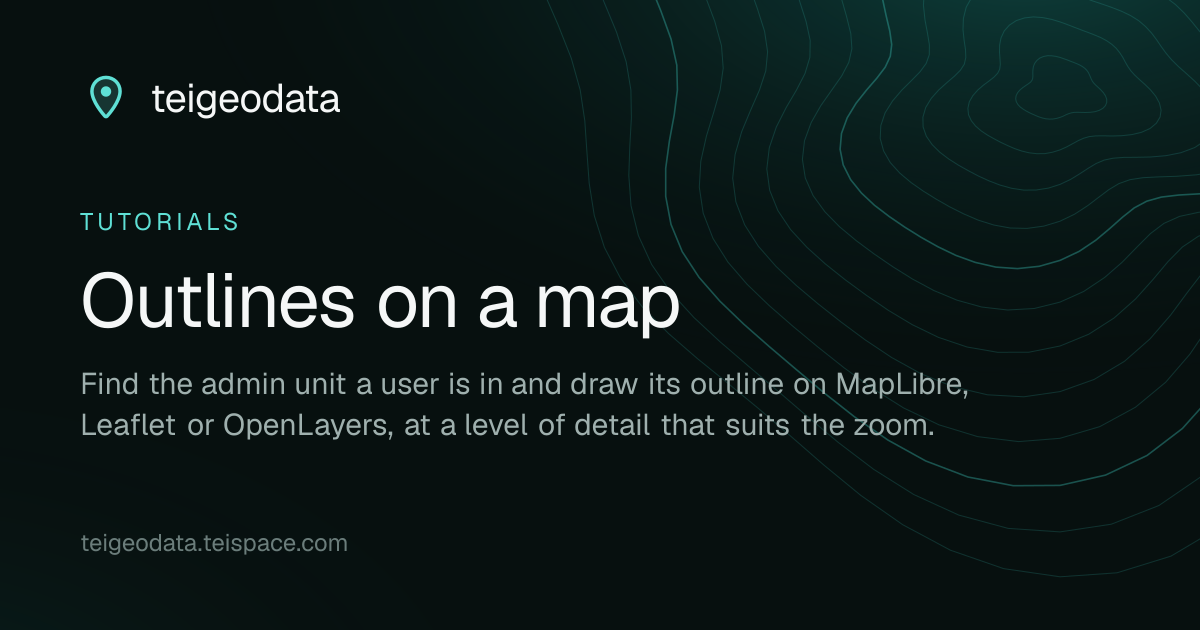 teigeodata
TUTORIALS
Outlines on a map
Find the admin unit a user is in and draw its outline on MapLibre,
Leaflet or OpenLayers, at a level of detail that suits the zoom.
teigeodata.teispace.com